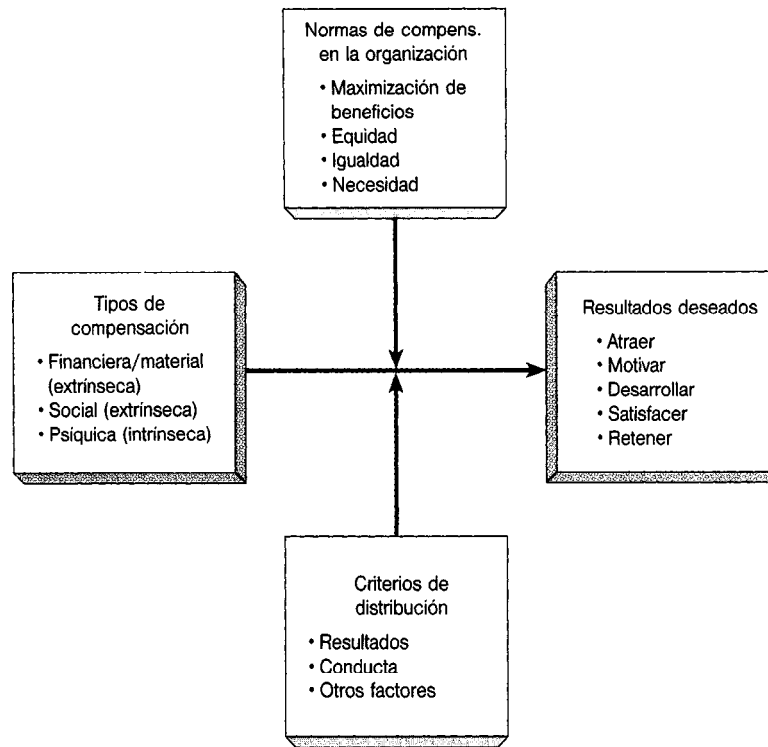 Normas de compens.
en la organización
• Maximización de
beneficios
• Equidad
• Igualdad
• Necesidad
Tipos de
compensación
• Financiera/material
(extrínseca)
• Social (extrínseca)
• Psíquica (intrínseca)
Resultados deseados
• Atraer
• Motivar
• Desarrollar
• Satisfacer
• Retener
Criterios de
distribución
• Resultados
• Conducta
• Otros factores